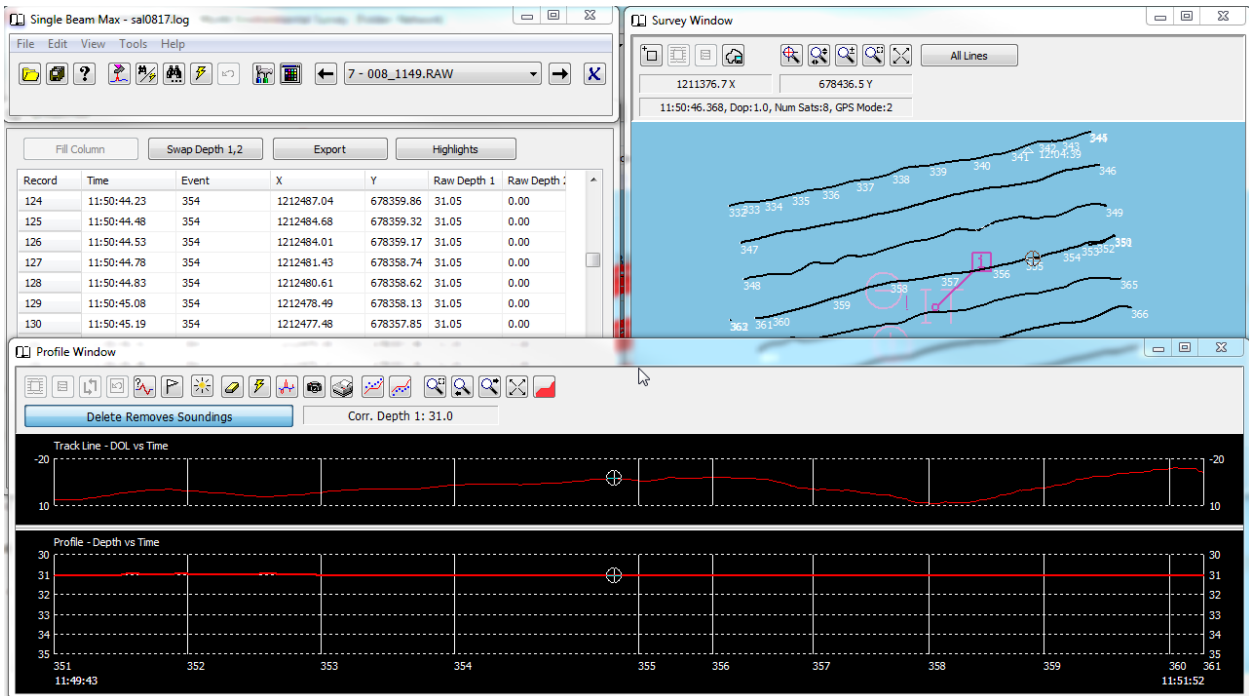 Single Beam Max - sal0817.log
File Edit View Tools Help
7 - 008_1149.RAW
Fill Column Swap Depth 1,2 Export Highlights
Record Time Event X Y Raw Depth 1 Raw Depth
124 11:50:44.23 354 1212487.04 678359.86 31.05 0.00
125 11:50:44.48 354 1212484.68 678359.32 31.05 0.00
126 11:50:44.53 354 1212484.01 678359.17 31.05 0.00
127 11:50:44.78 354 1212481.43 678358.74 31.05 0.00
128 11:50:44.83 354 1212480.61 678358.62 31.05 0.00
129 11:50:45.08 354 1212478.49 678358.13 31.05 0.00
130 11:50:45.19 354 1212477.48 678357.85 31.05 0.00
Survey Window
All Lines
1211376.7 X 678436.5 Y
11:50:46.368, Dop:1.0, Num Sats:8, GPS Mode:2
332 333 334 335 336 337 338 339 340 341 342 343
12:04:39
346
347
348 349
1
359 358 357 356 355 354 353 352
361 360
365
366
Profile Window
Delete Removes Soundings Corr. Depth 1: 31.0
Track Line - DOL vs Time
-20 -20
10 10
Profile - Depth vs Time
30 30
31 31
32 32
33 33
34 34
35 35
351 352 353 354 355 356 357 358 359 360 361
11:49:43 11:51:52